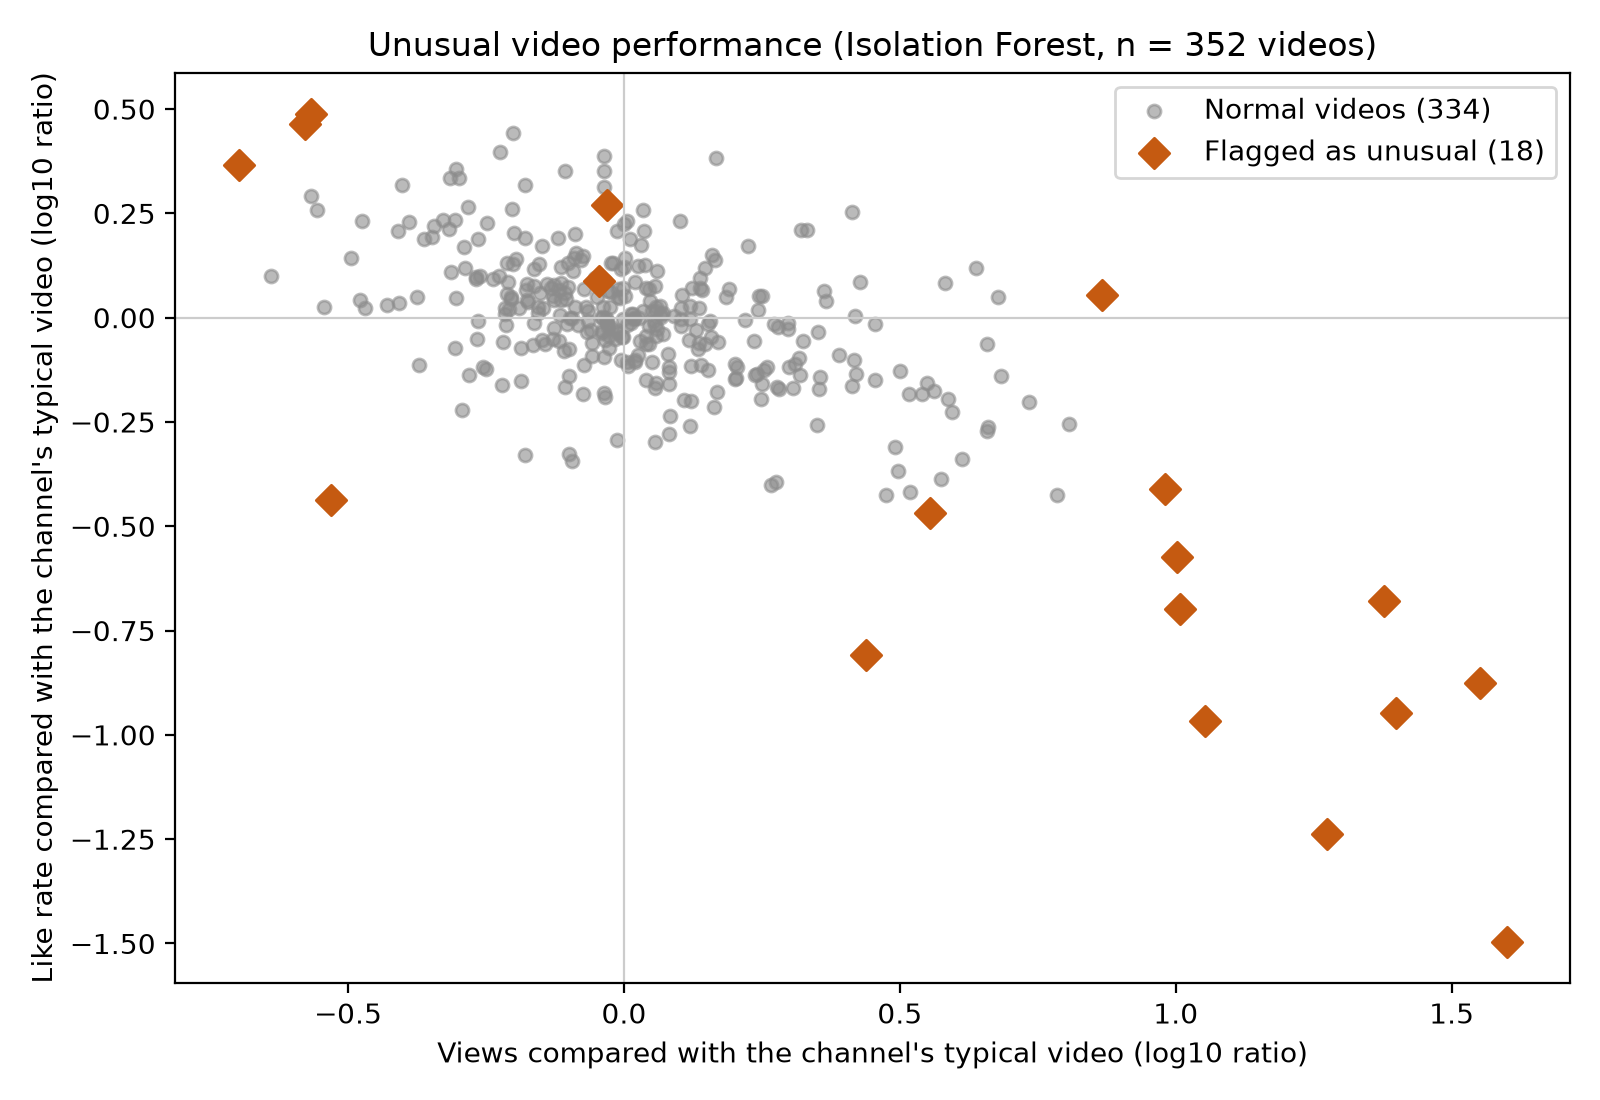 Unusual video performance (Isolation Forest, n = 352 videos)
Normal videos (334)
Flagged as unusual (18)
Like rate compared with the channel's typical video (log10 ratio)
0.50
0.25
0.00
−0.25
−0.50
−0.75
−1.00
−1.25
−1.50
−0.5
0.0
0.5
1.0
1.5
Views compared with the channel's typical video (log10 ratio)